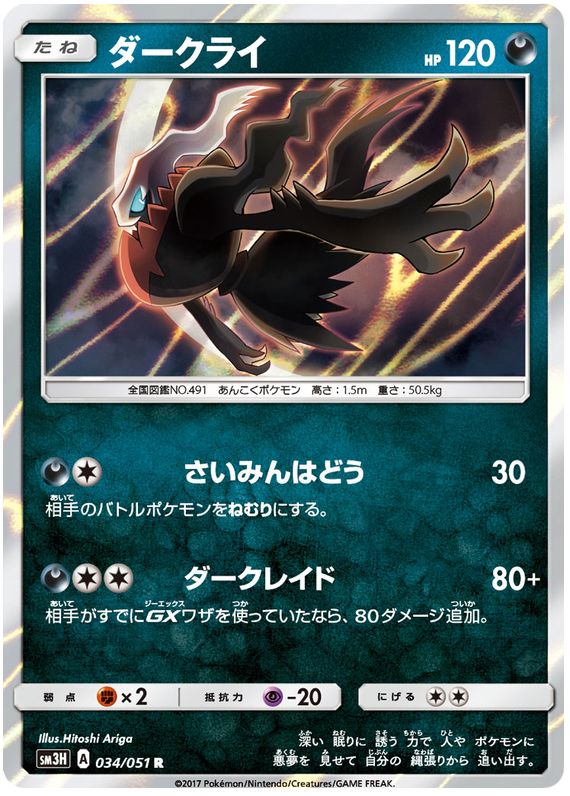 たね ダークライ HP120
全国図鑑NO.491 あんこくポケモン 高さ：1.5m 重さ：50.5kg
さいみんはどう 30
相手のバトルポケモンをねむりにする。
ダークレイド 80+
相手がすでにGXワザを使っていたなら、80ダメージ追加。
弱点 ×2 抵抗力 -20 にげる
Illus.Hitoshi Ariga
SM3H A 034/051 R
深い 眠りに 誘う 力で 人や ポケモンに
悪夢を 見せて 自分の 縄張りから 追い出す。
©2017 Pokémon/Nintendo/Creatures/GAME FREAK.